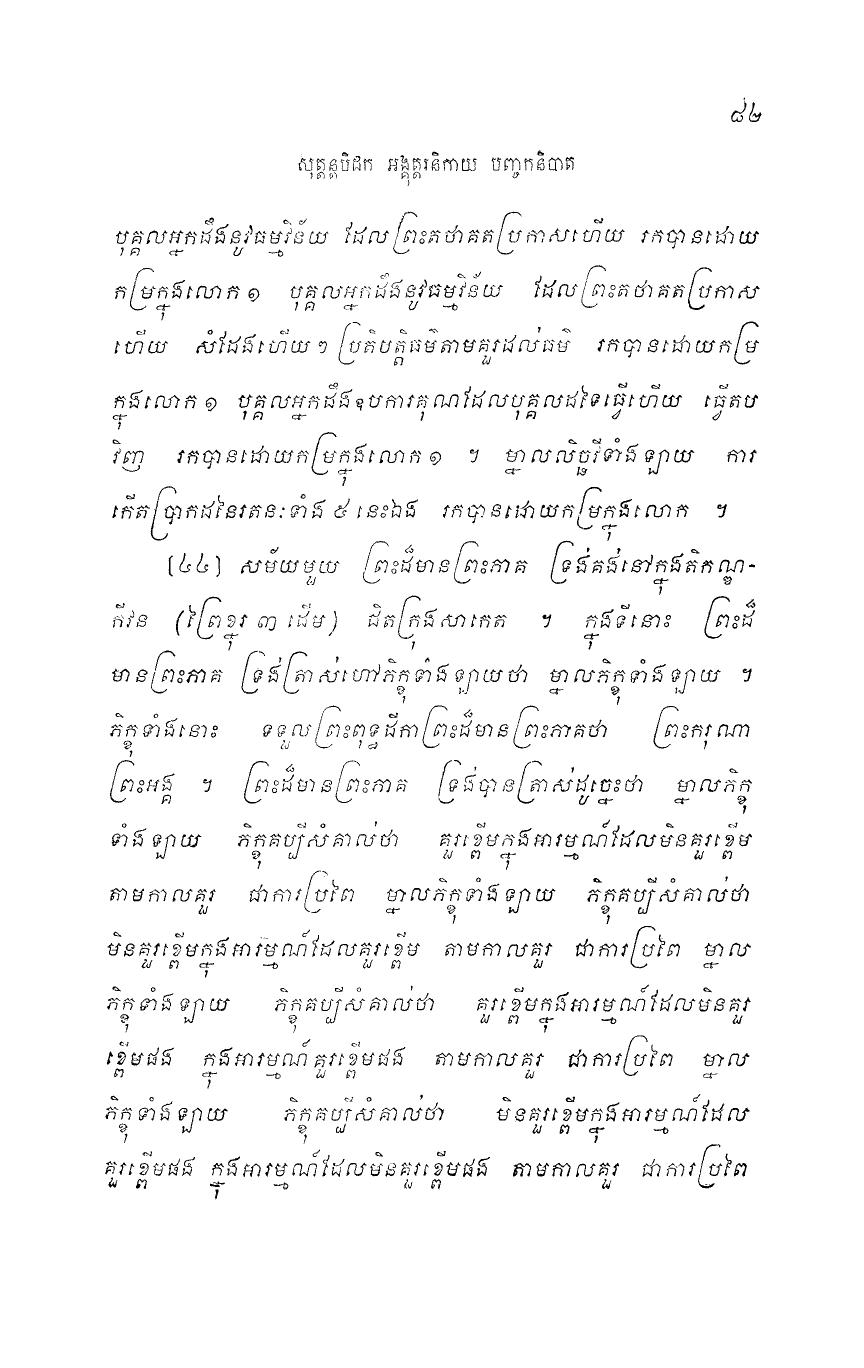 ៨២
សុត្តន្តបិដក អង្គុត្តរនិកាយ បញ្ចកនិបាត
បុគ្គលអ្នកដឹងនូវធម្មវិន័យ ដែលព្រះតថាគតប្រកាសហើយ រកបានដោយ
កម្រក្នុងលោក ១ បុគ្គលអ្នកដឹងនូវធម្មវិន័យ ដែលព្រះតថាគតប្រកាស
ហើយ សំដែងហើយៗ ប្រតិបត្តិធម៌តាមគួរដល់ធម៌ រកបានដោយកម្រ
ក្នុងលោក ១ បុគ្គលអ្នកដឹងឧបការគុណដែលបុគ្គលដទៃធ្វើហើយ ធ្វើតប
វិញ រកបានដោយកម្រក្នុងលោក ១ ។ ម្នាលលិច្ឆវីទាំងឡាយ ការ
កើតប្រាកដនៃរតនៈទាំង ៥ នេះឯង រកបានដោយកម្រក្នុងលោក ។
[៤៤] សម័យមួយ ព្រះដ៏មានព្រះភាគ ទ្រង់គង់នៅក្នុងតិកណ្ឌ-
កីវន (ព្រៃខ្នុរ ៣ ដើម) ជិតក្រុងសាកេត ។ ក្នុងទីនោះ ព្រះដ៏
មានព្រះភាគ ទ្រង់ត្រាស់ហៅភិក្ខុទាំងឡាយថា ម្នាលភិក្ខុទាំងឡាយ ។
ភិក្ខុទាំងនោះ ទទួលព្រះពុទ្ធដីកាព្រះដ៏មានព្រះភាគថា ព្រះករុណា
ព្រះអង្គ ។ ព្រះដ៏មានព្រះភាគ ទ្រង់បានត្រាស់ដូច្នេះថា ម្នាលភិក្ខុ
ទាំងឡាយ ភិក្ខុគប្បីសំគាល់ថា គួរខ្ពើមក្នុងអារម្មណ៍ដែលមិនគួរខ្ពើម
តាមកាលគួរ ជាការប្រពៃ ម្នាលភិក្ខុទាំងឡាយ ភិក្ខុគប្បីសំគាល់ថា
មិនគួរខ្ពើមក្នុងអារម្មណ៍ដែលគួរខ្ពើម តាមកាលគួរ ជាការប្រពៃ ម្នាល
ភិក្ខុទាំងឡាយ ភិក្ខុគប្បីសំគាល់ថា គួរខ្ពើមក្នុងអារម្មណ៍ដែលមិនគួរ
ខ្ពើមផង ក្នុងអារម្មណ៍គួរខ្ពើមផង តាមកាលគួរ ជាការប្រពៃ ម្នាល
ភិក្ខុទាំងឡាយ ភិក្ខុគប្បីសំគាល់ថា មិនគួរខ្ពើមក្នុងអារម្មណ៍ដែល
គួរខ្ពើមផង ក្នុងអារម្មណ៍ដែលមិនគួរខ្ពើមផង តាមកាលគួរ ជាការប្រពៃ